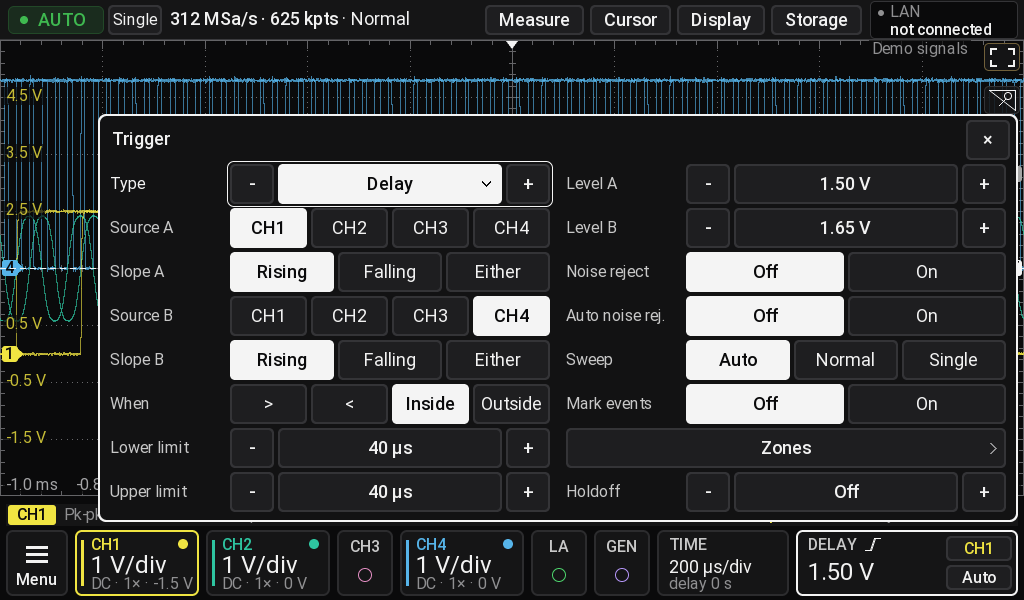 AUTO Single 312 MSa/s · 625 kpts · Normal Measure Cursor Display Storage LAN
not connected
Demo signals
4.5 V
3.5 V
2.5 V
0.5 V
-0.5 V
-1.5 V
-1.0 ms -0.8
4
1
Trigger ×
Type - Delay + Level A - 1.50 V +
Source A CH1 CH2 CH3 CH4 Level B - 1.65 V +
Slope A Rising Falling Either Noise reject Off On
Source B CH1 CH2 CH3 CH4 Auto noise rej. Off On
Slope B Rising Falling Either Sweep Auto Normal Single
When > < Inside Outside Mark events Off On
Lower limit - 40 µs + Zones >
Upper limit - 40 µs + Holdoff - Off +
CH1 Pk-pk
Menu
CH1
1 V/div
DC · 1× · -1.5 V
CH2
1 V/div
DC · 1× · 0 V
CH3
CH4
1 V/div
DC · 1× · 0 V
LA
GEN
TIME
200 µs/div
delay 0 s
DELAY CH1
1.50 V Auto